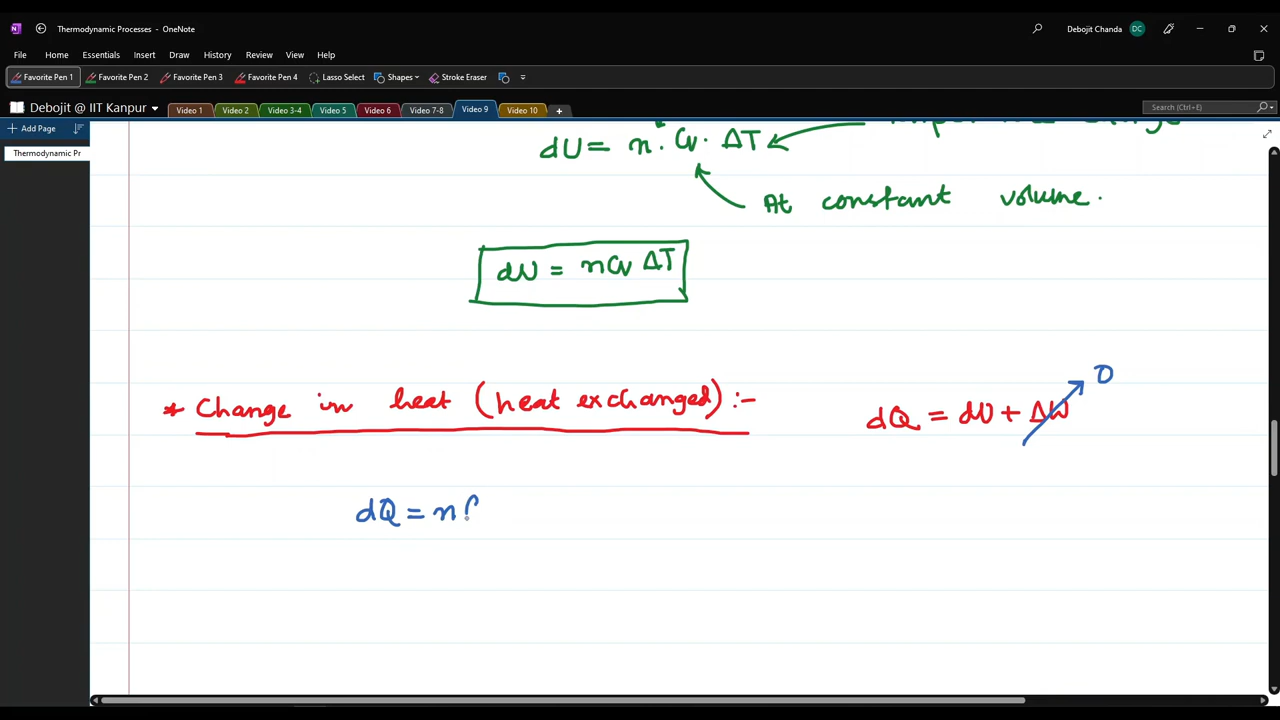 Thermodynamic Processes - OneNote
Debojit Chanda DC
File Home Essentials Insert Draw History Review View Help
Favorite Pen 1 Favorite Pen 2 Favorite Pen 3 Favorite Pen 4 Lasso Select Shapes Stroke Eraser
Debojit @ IIT Kanpur Video 1 Video 2 Video 3-4 Video 5 Video 6 Video 7-8 Video 9 Video 10 + Search (Ctrl+E)
+ Add Page
Thermodynamic Pr
dU = n . Cv . ΔT
At constant volume.
dU = nCv ΔT
* Change in heat (heat exchanged) :-
dQ = dU + ΔW 0
dQ = n